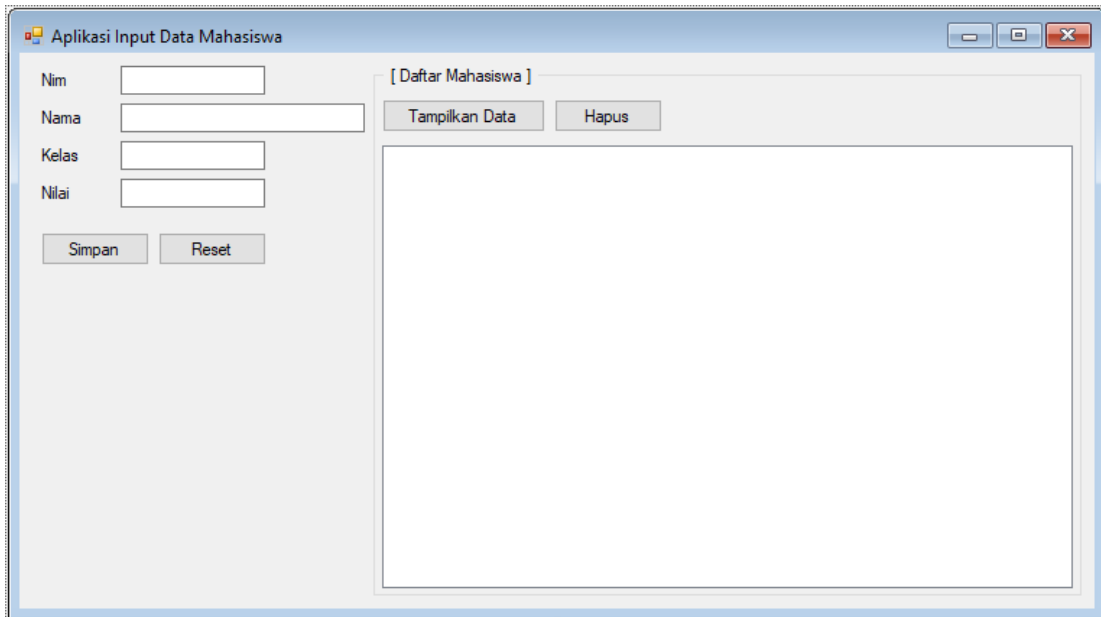 Aplikasi Input Data Mahasiswa
Nim
Nama
Kelas
Nilai
Simpan Reset
[ Daftar Mahasiswa ]
Tampilkan Data Hapus